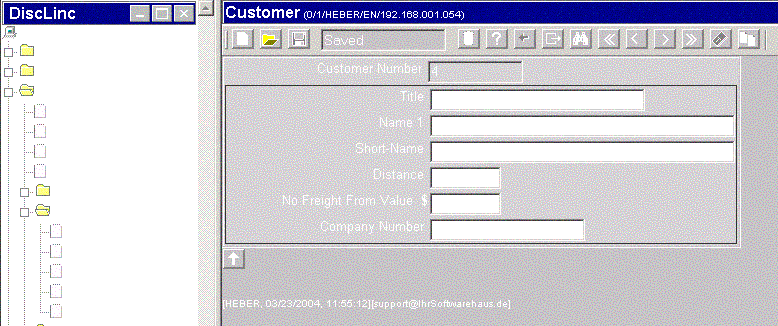 DiscLinc
Customer (0/1/HEBER/EN/192.168.001.054)
Saved
Customer Number
Title
Name 1
Short-Name
Distance
No Freight From Value $
Company Number
[HEBER, 03/23/2004, 11:55:12][support@IhrSoftwarehaus.de]